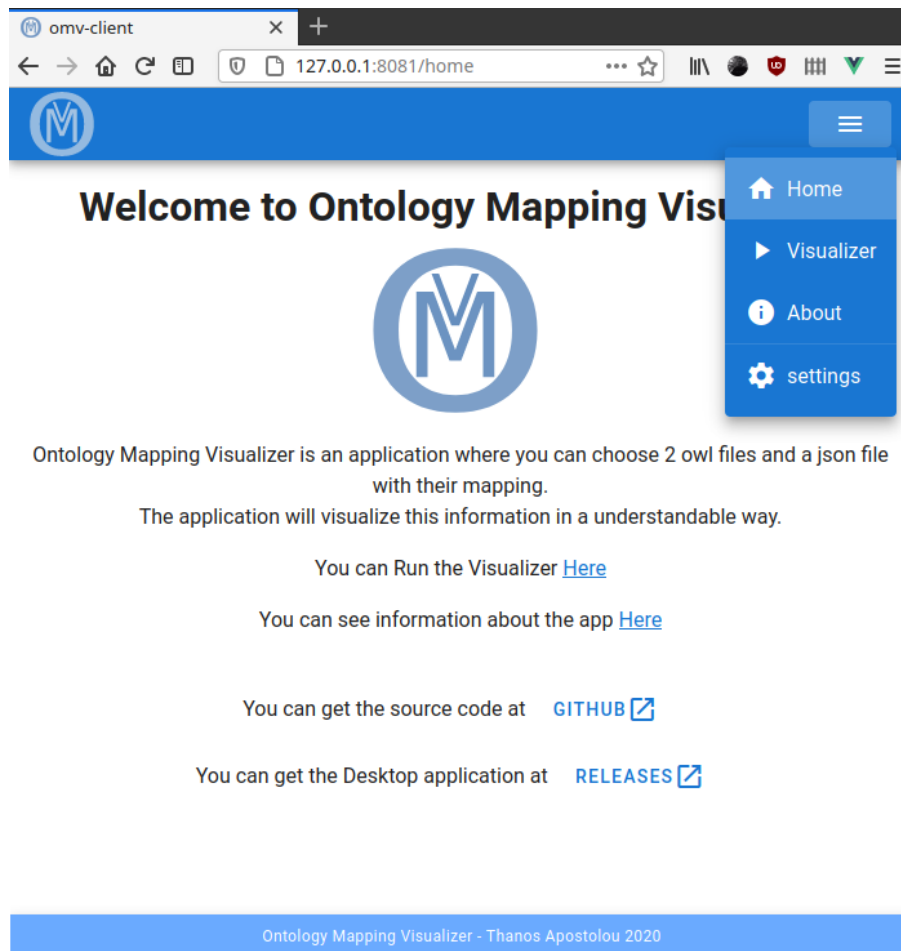 omv-client
127.0.0.1:8081/home
Welcome to Ontology Mapping
Home
Visualizer
About
settings
Ontology Mapping Visualizer is an application where you can choose 2 owl files and a json file
with their mapping.
The application will visualize this information in a understandable way.
You can Run the Visualizer Here
You can see information about the app Here
You can get the source code at GITHUB
You can get the Desktop application at RELEASES
Ontology Mapping Visualizer - Thanos Apostolou 2020